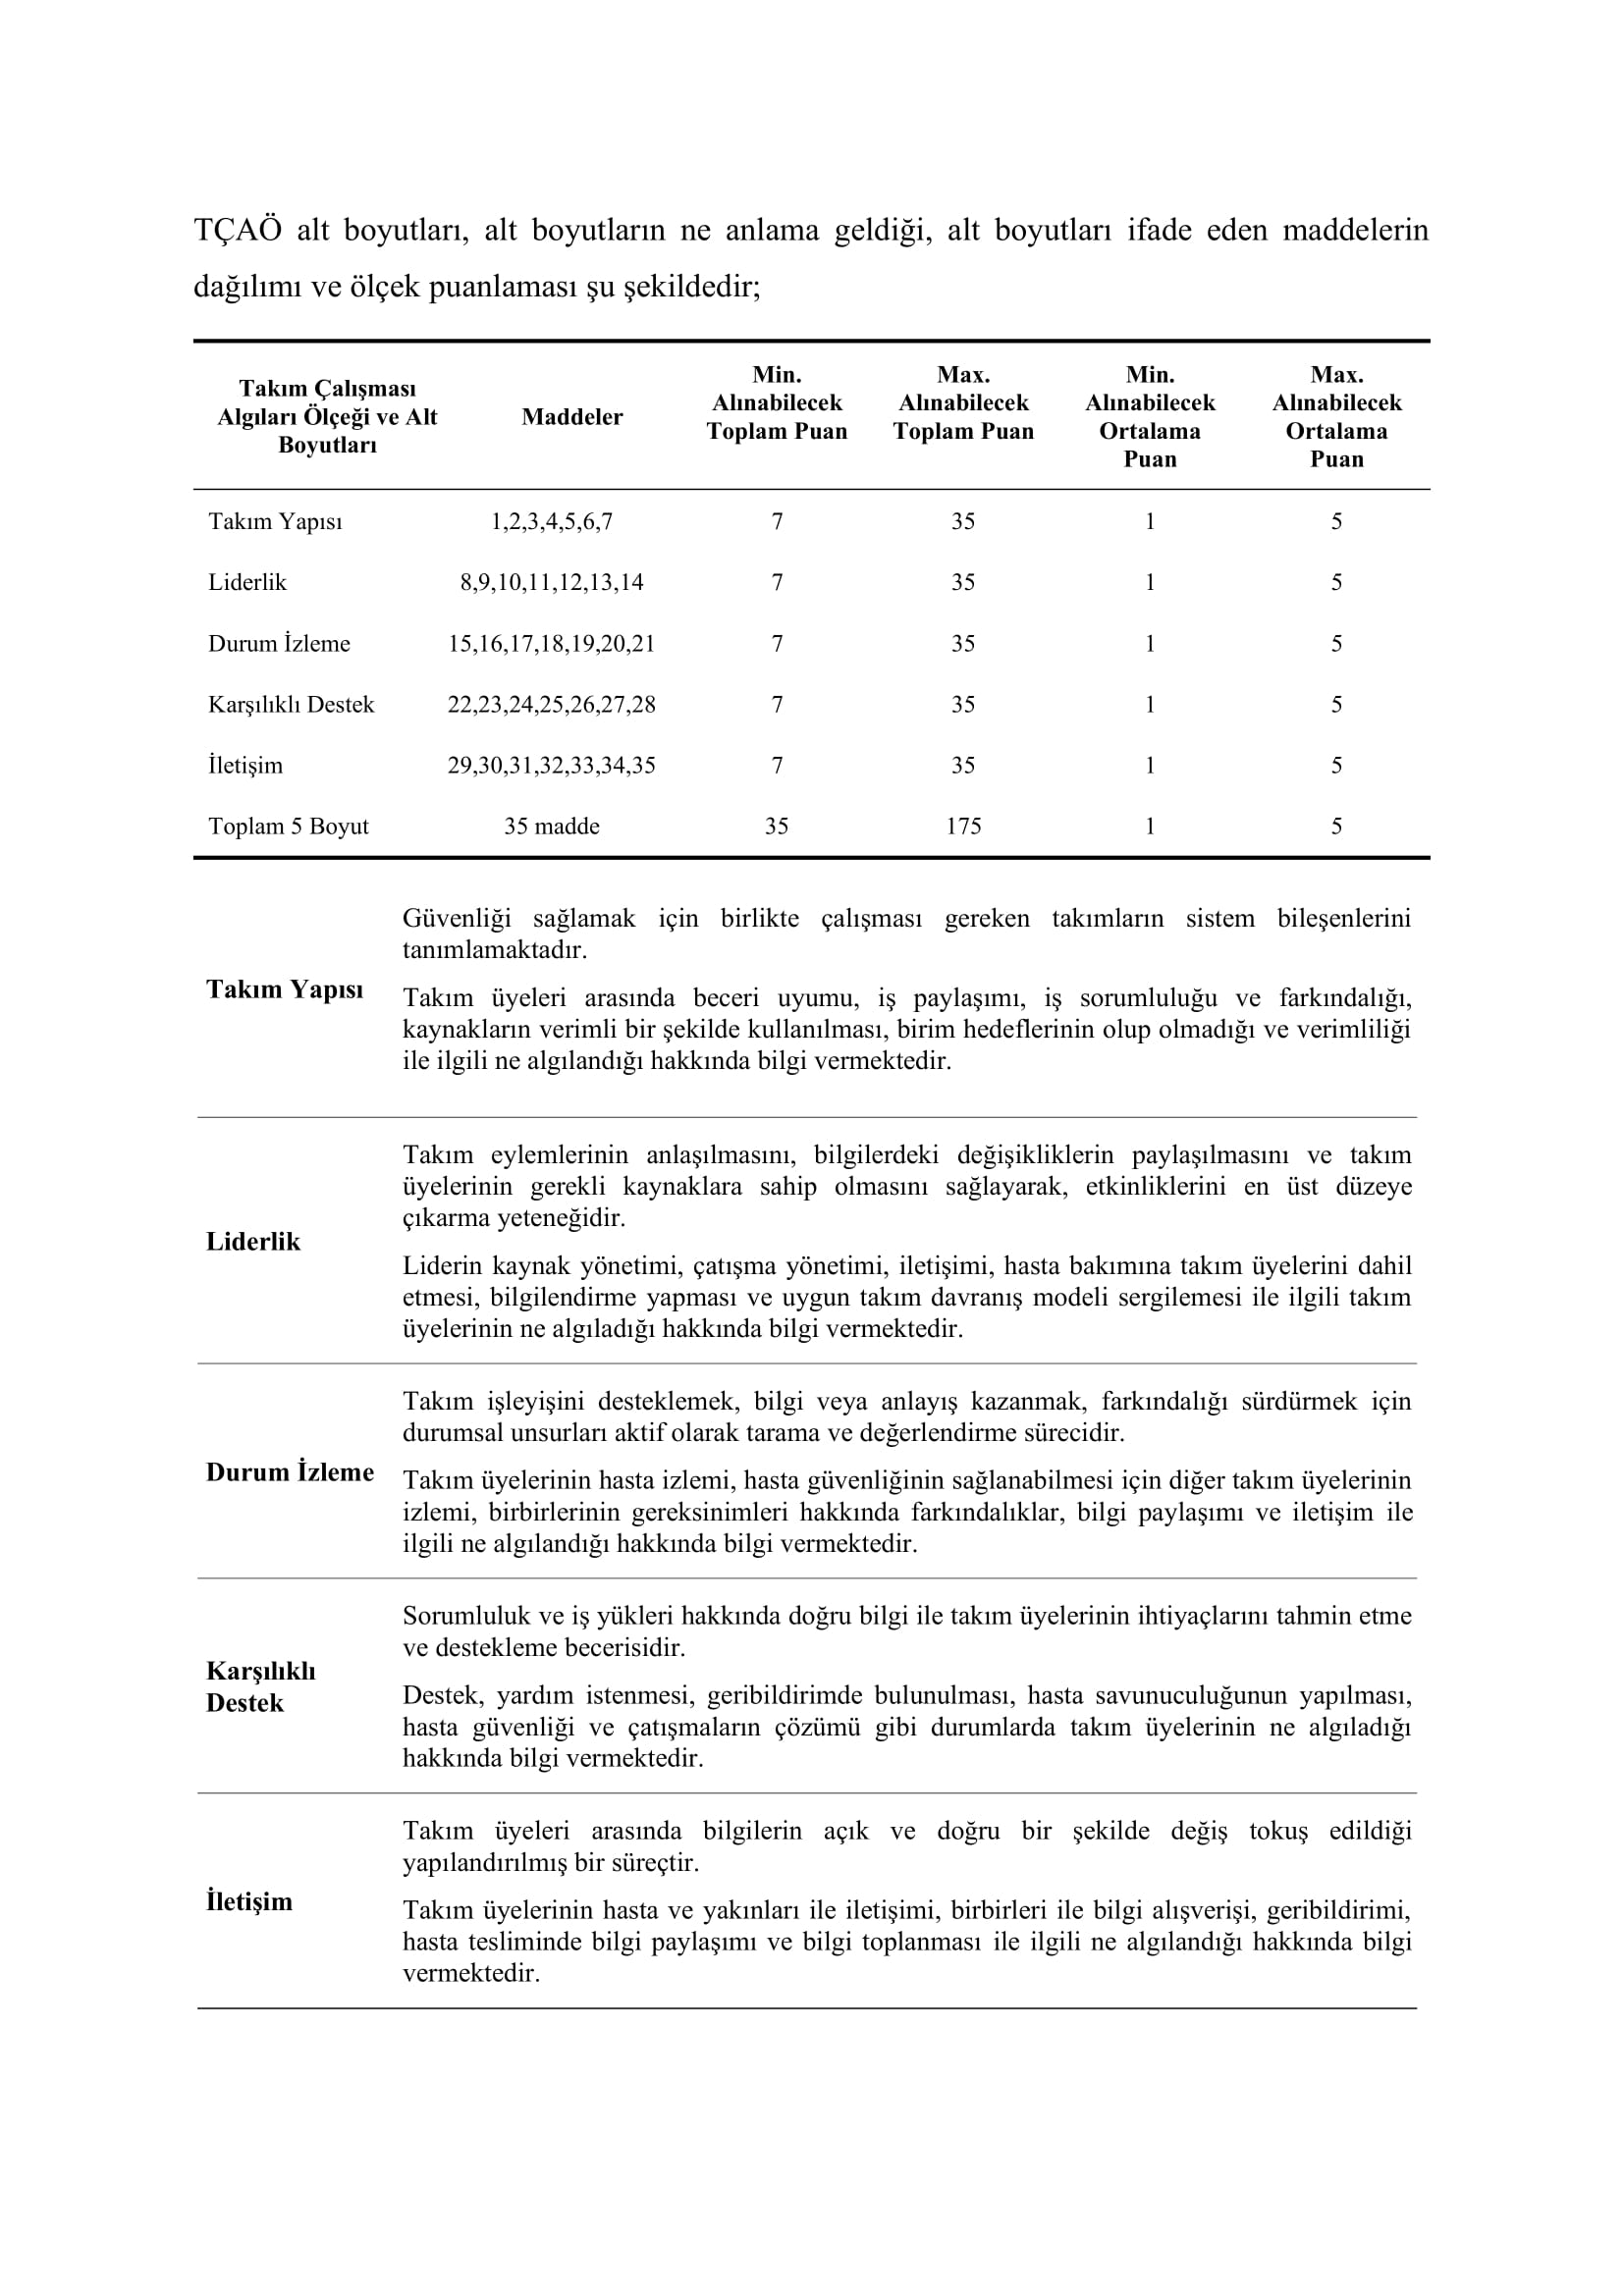 TÇAÖ alt boyutları, alt boyutların ne anlama geldiği, alt boyutları ifade eden maddelerin
dağılımı ve ölçek puanlaması şu şekildedir;
Takım Çalışması
Algıları Ölçeği ve Alt
Boyutları
Maddeler
Min.
Alınabilecek
Toplam Puan
Max.
Alınabilecek
Toplam Puan
Min.
Alınabilecek
Ortalama
Puan
Max.
Alınabilecek
Ortalama
Puan
Takım Yapısı 1,2,3,4,5,6,7 7 35 1 5
Liderlik 8,9,10,11,12,13,14 7 35 1 5
Durum İzleme 15,16,17,18,19,20,21 7 35 1 5
Karşılıklı Destek 22,23,24,25,26,27,28 7 35 1 5
İletişim 29,30,31,32,33,34,35 7 35 1 5
Toplam 5 Boyut 35 madde 35 175 1 5
Takım Yapısı
Güvenliği sağlamak için birlikte çalışması gereken takımların sistem bileşenlerini
tanımlamaktadır.
Takım üyeleri arasında beceri uyumu, iş paylaşımı, iş sorumluluğu ve farkındalığı,
kaynakların verimli bir şekilde kullanılması, birim hedeflerinin olup olmadığı ve verimliliği
ile ilgili ne algılandığı hakkında bilgi vermektedir.
Liderlik
Takım eylemlerinin anlaşılmasını, bilgilerdeki değişikliklerin paylaşılmasını ve takım
üyelerinin gerekli kaynaklara sahip olmasını sağlayarak, etkinliklerini en üst düzeye
çıkarma yeteneğidir.
Liderin kaynak yönetimi, çatışma yönetimi, iletişimi, hasta bakımına takım üyelerini dahil
etmesi, bilgilendirme yapması ve uygun takım davranış modeli sergilemesi ile ilgili takım
üyelerinin ne algıladığı hakkında bilgi vermektedir.
Durum İzleme
Takım işleyişini desteklemek, bilgi veya anlayış kazanmak, farkındalığı sürdürmek için
durumsal unsurları aktif olarak tarama ve değerlendirme sürecidir.
Takım üyelerinin hasta izlemi, hasta güvenliğinin sağlanabilmesi için diğer takım üyelerinin
izlemi, birbirlerinin gereksinimleri hakkında farkındalıklar, bilgi paylaşımı ve iletişim ile
ilgili ne algılandığı hakkında bilgi vermektedir.
Karşılıklı
Destek
Sorumluluk ve iş yükleri hakkında doğru bilgi ile takım üyelerinin ihtiyaçlarını tahmin etme
ve destekleme becerisidir.
Destek, yardım istenmesi, geribildirimde bulunulması, hasta savunuculuğunun yapılması,
hasta güvenliği ve çatışmaların çözümü gibi durumlarda takım üyelerinin ne algıladığı
hakkında bilgi vermektedir.
İletişim
Takım üyeleri arasında bilgilerin açık ve doğru bir şekilde değiş tokuş edildiği
yapılandırılmış bir süreçtir.
Takım üyelerinin hasta ve yakınları ile iletişimi, birbirleri ile bilgi alışverişi, geribildirimi,
hasta tesliminde bilgi paylaşımı ve bilgi toplanması ile ilgili ne algılandığı hakkında bilgi
vermektedir.